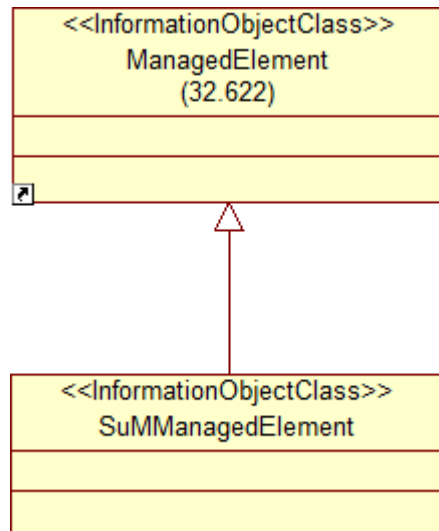 <<InformationObjectClass>>
ManagedElement
(32.622)
<<InformationObjectClass>>
SuMManagedElement